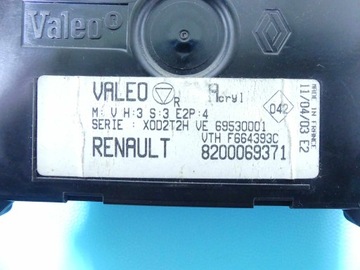 Valeo
VALEO R Acryl
M: V H:3 S:3 E2P:4
SERIE : X0D2T2H VE 69530001
VTH F664393C
RENAULT 8200069371
042
MADE IN FRANCE
11/04/03 E2